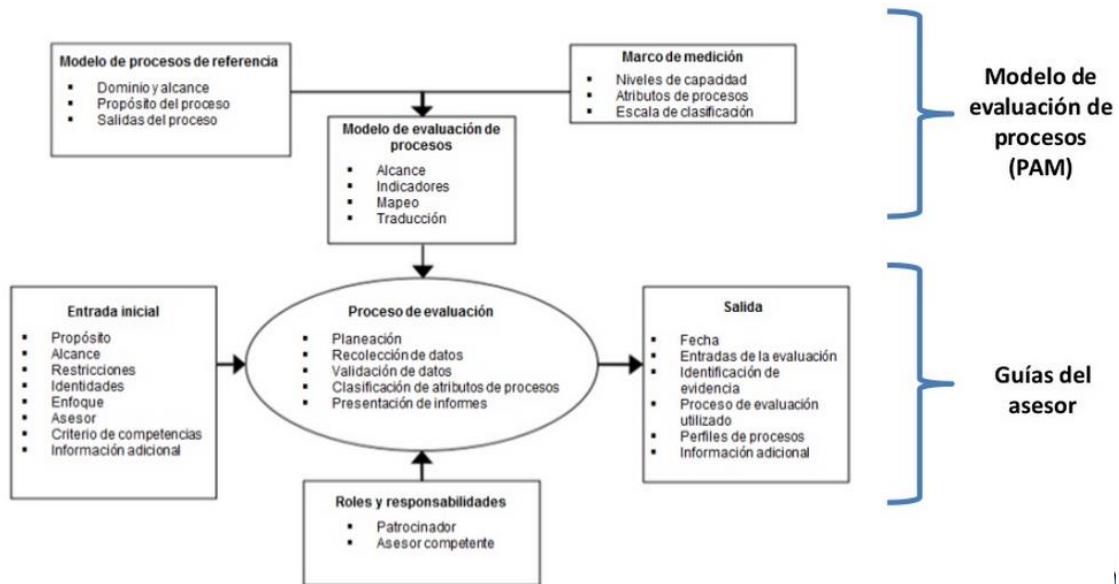 Modelo de procesos de referencia
▪ Dominio y alcance
▪ Propósito del proceso
▪ Salidas del proceso
Marco de medición
▪ Niveles de capacidad
▪ Atributos de procesos
▪ Escala de clasificación
Modelo de evaluación de
procesos
▪ Alcance
▪ Indicadores
▪ Mapeo
▪ Traducción
Modelo de
evaluación de
procesos
(PAM)
Entrada inicial
▪ Propósito
▪ Alcance
▪ Restricciones
▪ Identidades
▪ Enfoque
▪ Asesor
▪ Criterio de competencias
▪ Información adicional
Proceso de evaluación
▪ Planeación
▪ Recolección de datos
▪ Validación de datos
▪ Clasificación de atributos de procesos
▪ Presentación de informes
Salida
▪ Fecha
▪ Entradas de la evaluación
▪ Identificación de
evidencia
▪ Proceso de evaluación
utilizado
▪ Perfiles de procesos
▪ Información adicional
Guías del
asesor
Roles y responsabilidades
▪ Patrocinador
▪ Asesor competente